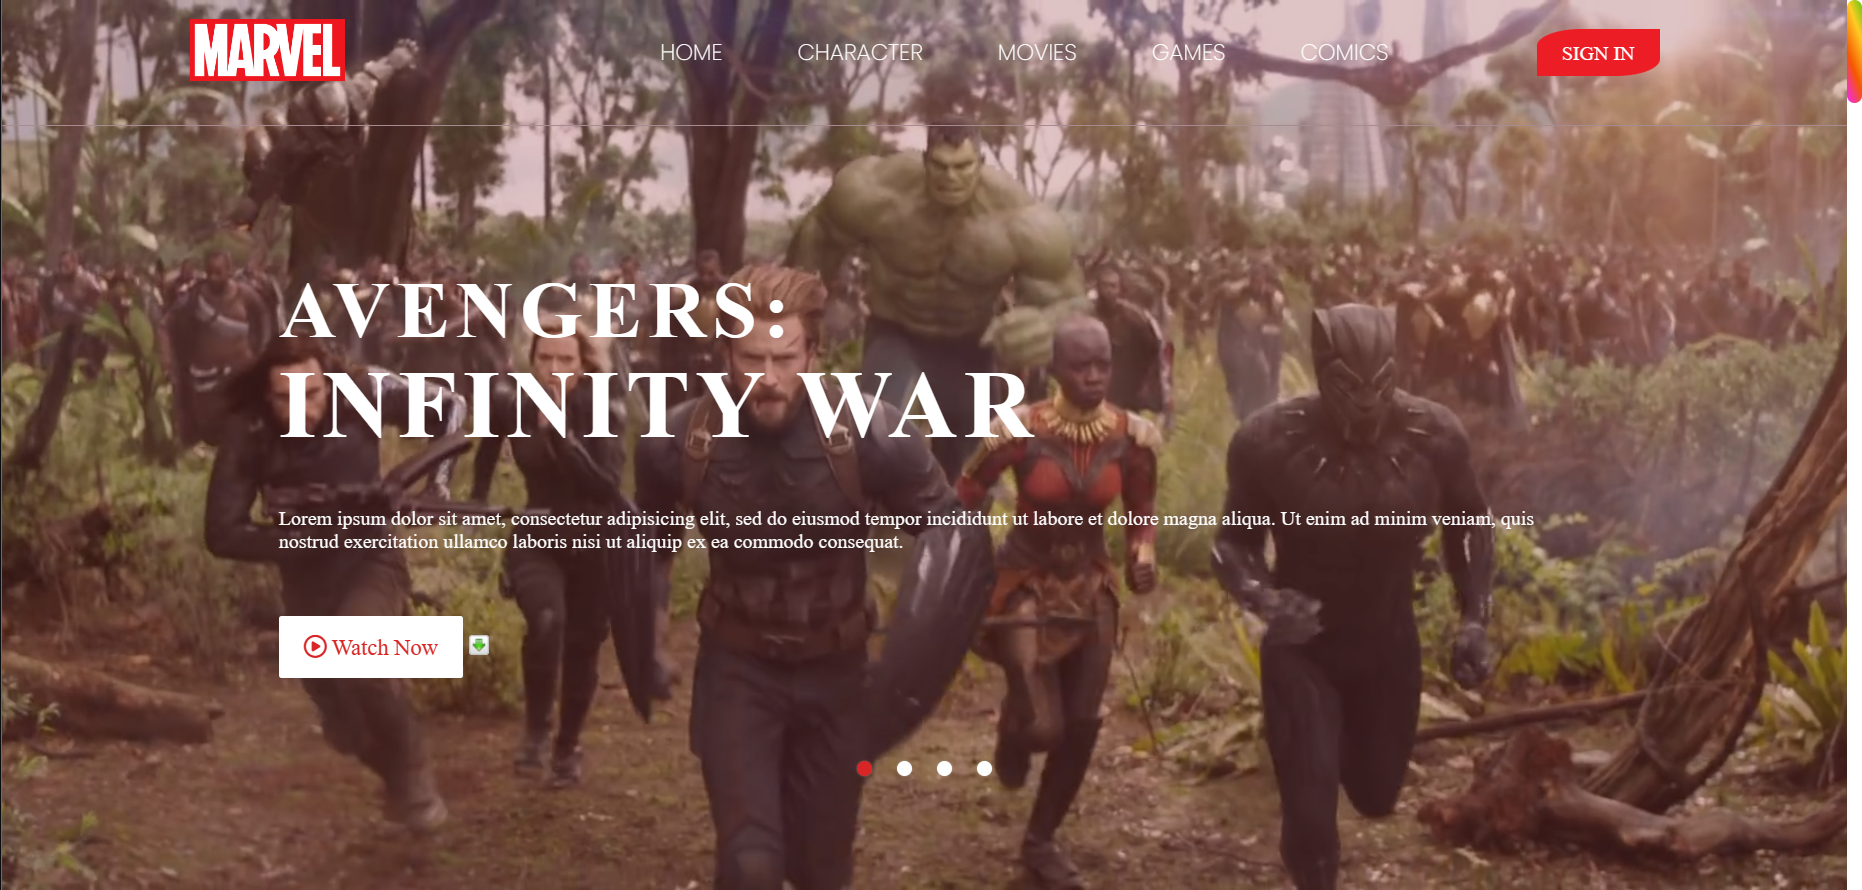 MARVEL
HOME CHARACTER MOVIES GAMES COMICS SIGN IN
AVENGERS:
INFINITY WAR
Lorem ipsum dolor sit amet, consectetur adipisicing elit, sed do eiusmod tempor incididunt ut labore et dolore magna aliqua. Ut enim ad minim veniam, quis
nostrud exercitation ullamco laboris nisi ut aliquip ex ea commodo consequat.
Watch Now